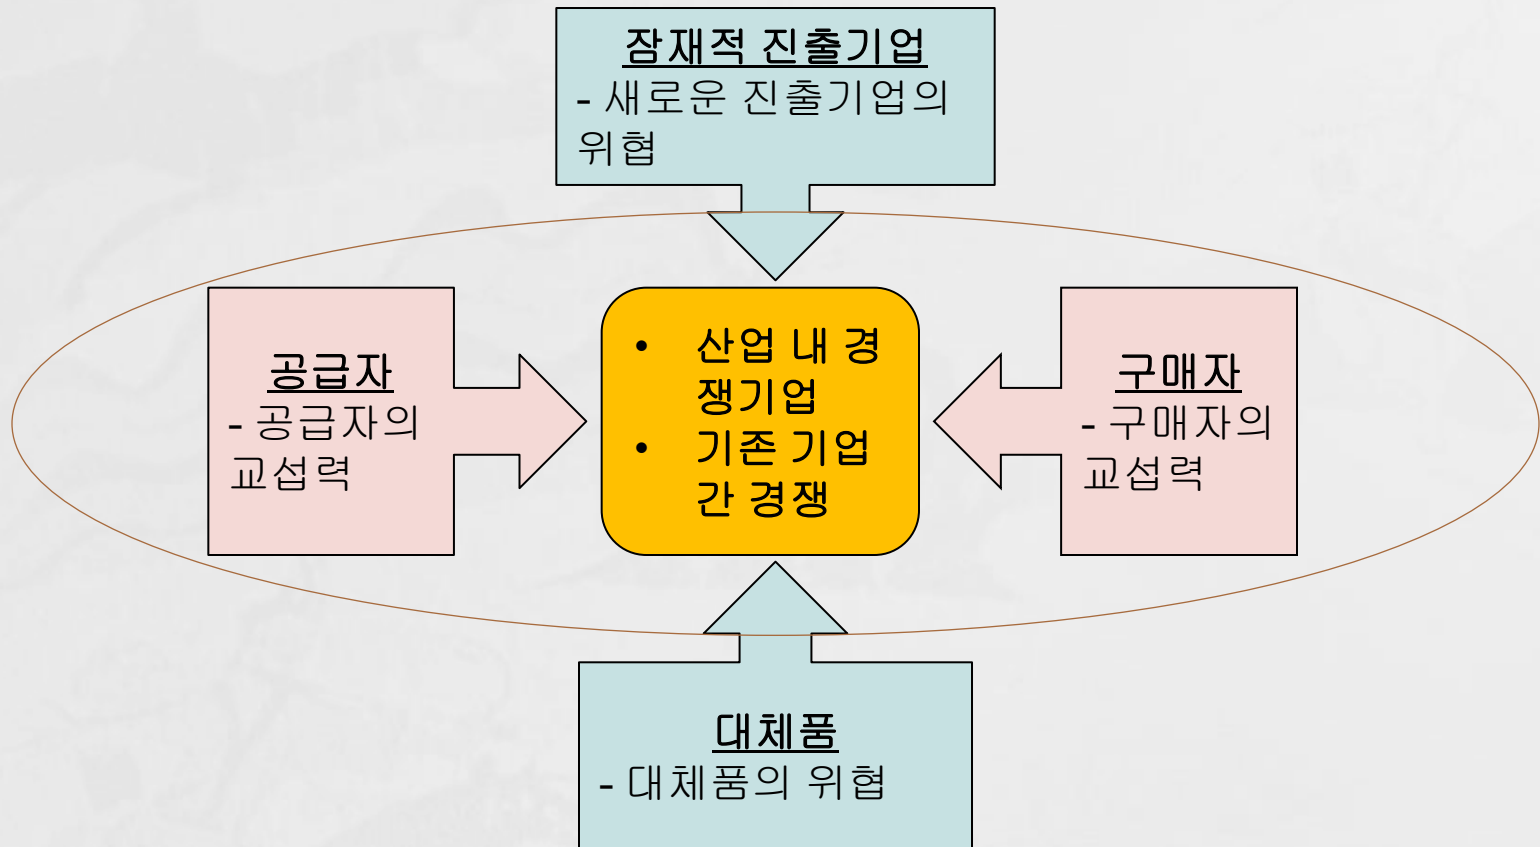 잠재적 진출기업
- 새로운 진출기업의
위협
공급자
- 공급자의
교섭력
• 산업 내 경
쟁기업
• 기존 기업
간 경쟁
구매자
- 구매자의
교섭력
대체품
- 대체품의 위협